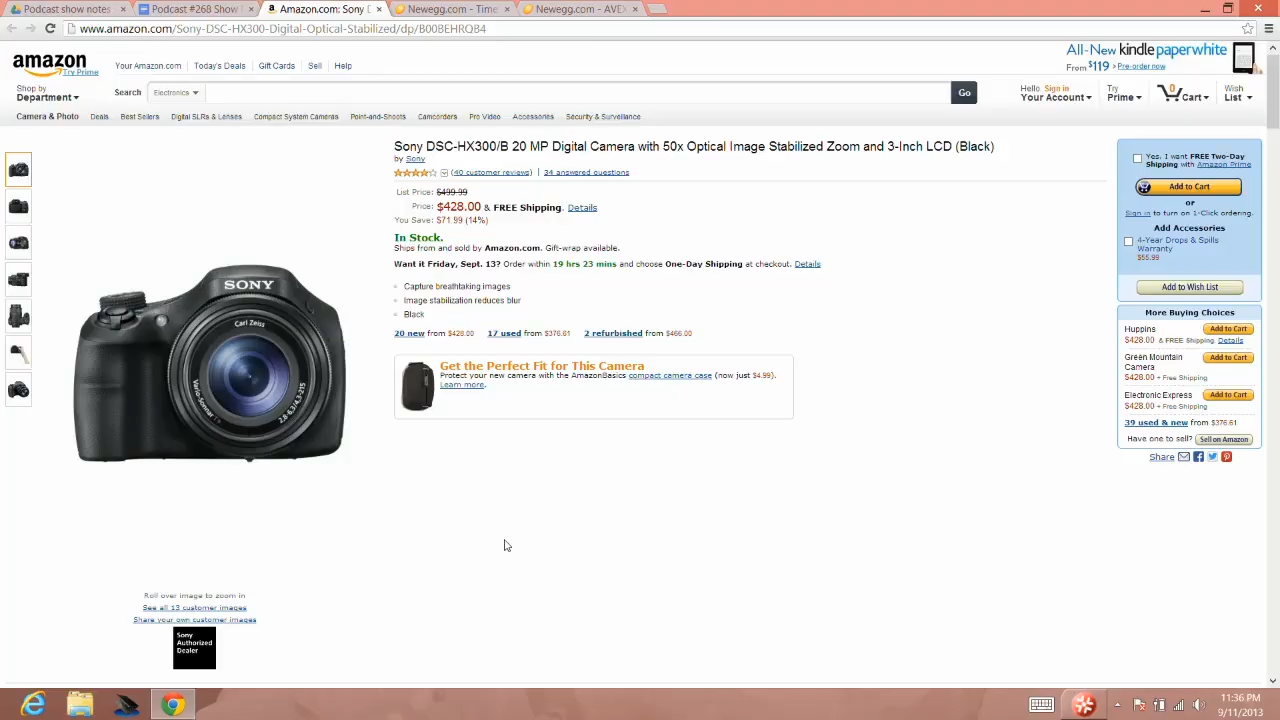 Podcast show notes
Podcast #268 Show
Amazon.com: Sony D
Newegg.com - Time
Newegg.com - AVE
www.amazon.com/Sony-DSC-HX300-Digital-Optical-Stabilized/dp/B00BEHRQB4
amazon
Try Prime
Your Amazon.com Today's Deals Gift Cards Sell Help
All-New kindle paperwhite
From $119 > Pre-order now
Shop by
Department
Search Electronics Go
Hello Sign in
Your Account
Try
Prime
0
Cart
Wish
List
Camera & Photo Deals Best Sellers Digital SLRs & Lenses Compact System Cameras Point-and-Shoots Camcorders Pro Video Accessories Security & Surveillance
Sony DSC-HX300/B 20 MP Digital Camera with 50x Optical Image Stabilized Zoom and 3-Inch LCD (Black)
by Sony
(40 customer reviews) | 34 answered questions
List Price: $499.99
Price: $428.00 & FREE Shipping. Details
You Save: $71.99 (14%)
In Stock.
Ships from and sold by Amazon.com. Gift-wrap available.
Want it Friday, Sept. 13? Order within 19 hrs 23 mins and choose One-Day Shipping at checkout. Details
Capture breathtaking images
Image stabilization reduces blur
Black
20 new from $428.00 17 used from $376.61 2 refurbished from $466.00
Get the Perfect Fit for This Camera
Protect your new camera with the AmazonBasics compact camera case (now just $4.99).
Learn more.
SONY
Carl Zeiss
Vario-Sonnar
2,8-6,3/4,3-215
Roll over image to zoom in
See all 13 customer images
Share your own customer images
Sony
Authorized
Dealer
Yes, I want FREE Two-Day
Shipping with Amazon Prime
Add to Cart
or
Sign in to turn on 1-Click ordering.
Add Accessories
4-Year Drops & Spills
Warranty
$55.99
Add to Wish List
More Buying Choices
Huppins Add to Cart
$428.00 & FREE Shipping. Details
Green Mountain Add to Cart
Camera
$428.00 + Free Shipping
Electronic Express Add to Cart
$428.00 + Free Shipping
39 used & new from $376.61
Have one to sell? Sell on Amazon
Share
11:36 PM
9/11/2013